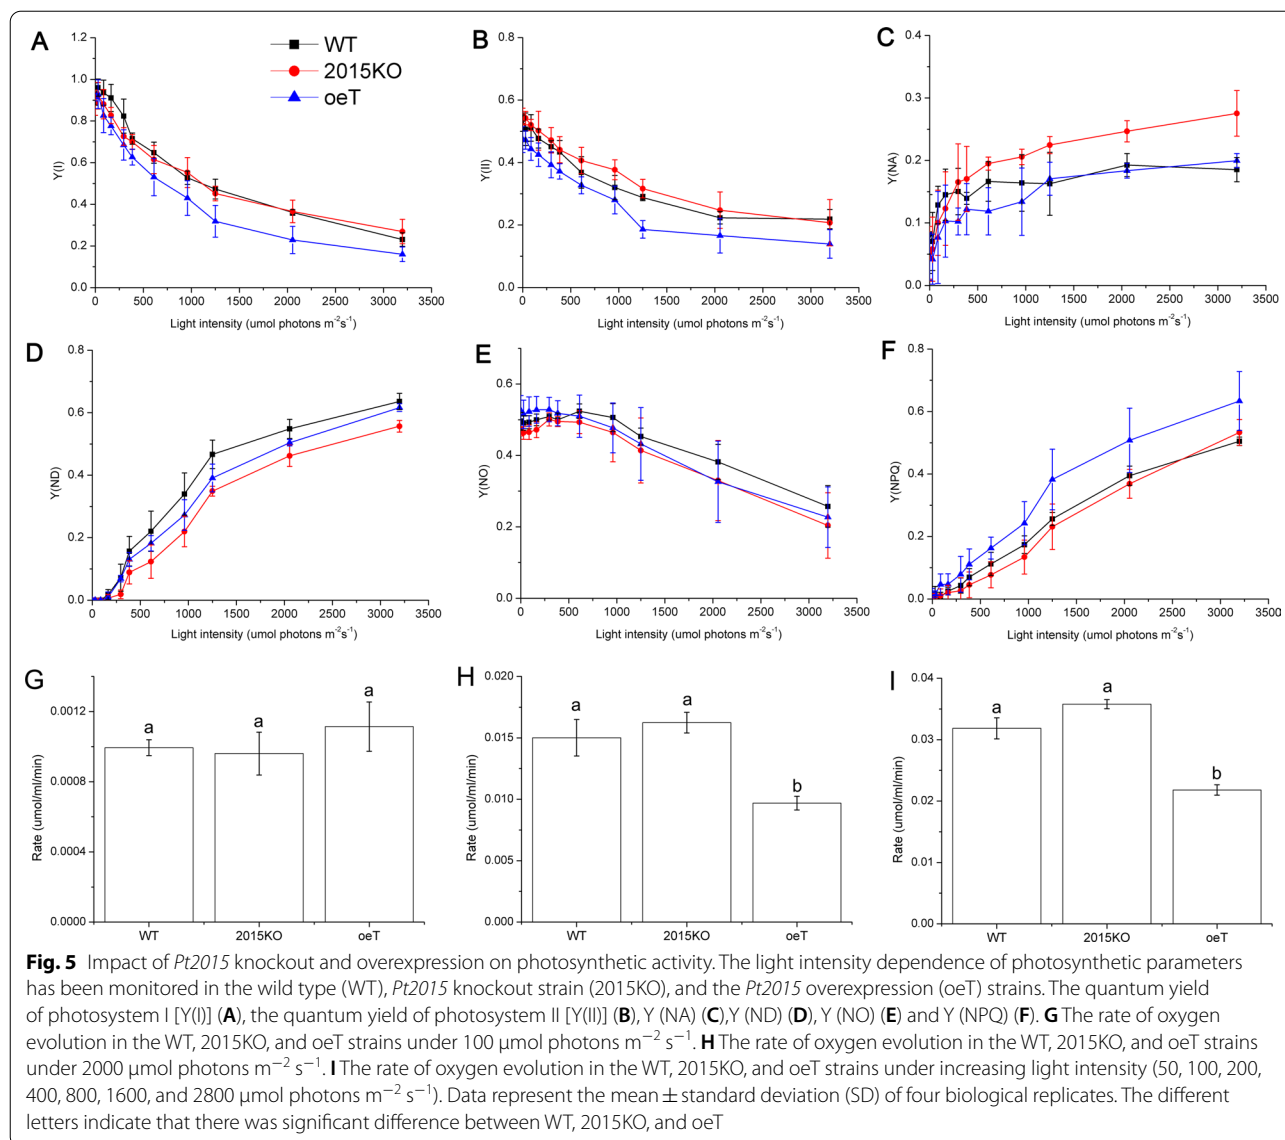 A
WT
2015KO
oeT
1.2
1.0
0.8
0.6
0.4
0.2
0.0
Y(I)
0 500 1000 1500 2000 2500 3000 3500
Light intensity (umol photons m⁻²s⁻¹)
B
0.8
0.6
0.4
0.2
0.0
Y(II)
0 500 1000 1500 2000 2500 3000 3500
Light intensity (umol photons m⁻²s⁻¹)
C
0.4
0.3
0.2
0.1
0.0
Y(NA)
0 500 1000 1500 2000 2500 3000 3500
Light intensity (umol photons m⁻²s⁻¹)
D
0.8
0.6
0.4
0.2
0.0
Y(ND)
0 500 1000 1500 2000 2500 3000 3500
Light intensity (umol photons m⁻²s⁻¹)
E
0.6
0.4
0.2
0.0
Y(NO)
0 500 1000 1500 2000 2500 3000 3500
Light intensity (umol photons m⁻²s⁻¹)
F
0.8
0.6
0.4
0.2
0.0
Y(NPQ)
0 500 1000 1500 2000 2500 3000 3500
Light intensity (umol photons m⁻²s⁻¹)
G
0.0012
0.0008
0.0004
0.0000
Rate (umol/ml/min)
a a a
WT 2015KO oeT
H
0.020
0.015
0.010
0.005
0.000
Rate (umol/ml/min)
a a b
WT 2015KO oeT
I
0.04
0.03
0.02
0.01
0.00
Rate (umol/ml/min)
a a b
WT 2015KO oeT
Fig. 5 Impact of Pt2015 knockout and overexpression on photosynthetic activity. The light intensity dependence of photosynthetic parameters
has been monitored in the wild type (WT), Pt2015 knockout strain (2015KO), and the Pt2015 overexpression (oeT) strains. The quantum yield
of photosystem I [Y(I)] (A), the quantum yield of photosystem II [Y(II)] (B), Y (NA) (C),Y (ND) (D), Y (NO) (E) and Y (NPQ) (F). G The rate of oxygen
evolution in the WT, 2015KO, and oeT strains under 100 μmol photons m⁻² s⁻¹. H The rate of oxygen evolution in the WT, 2015KO, and oeT strains
under 2000 μmol photons m⁻² s⁻¹. I The rate of oxygen evolution in the WT, 2015KO, and oeT strains under increasing light intensity (50, 100, 200,
400, 800, 1600, and 2800 μmol photons m⁻² s⁻¹). Data represent the mean ± standard deviation (SD) of four biological replicates. The different
letters indicate that there was significant difference between WT, 2015KO, and oeT